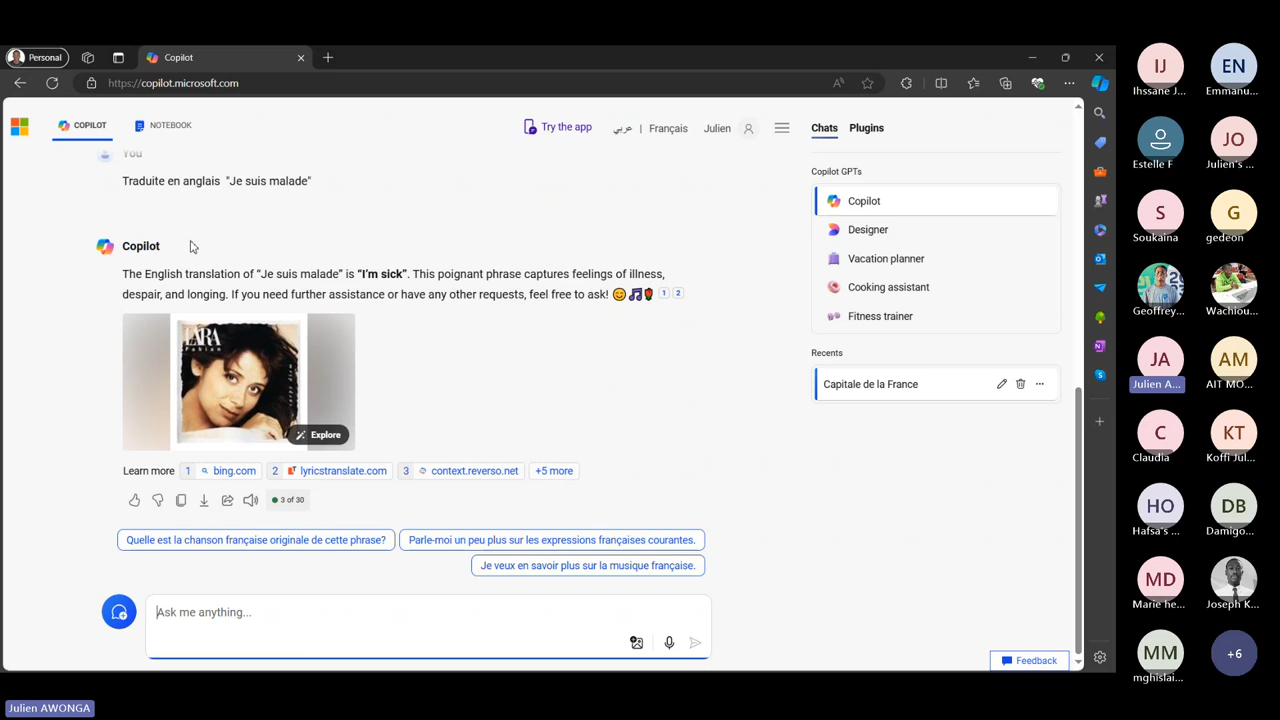 Personal
Copilot
https://copilot.microsoft.com
COPILOT
NOTEBOOK
Try the app
عربي | Français
Julien
Chats
Plugins
You
Traduite en anglais "Je suis malade"
Copilot
The English translation of “Je suis malade” is “I’m sick”. This poignant phrase captures feelings of illness,
despair, and longing. If you need further assistance or have any other requests, feel free to ask! 😊🎵🌹 1 2
LARA
Fabian
Explore
Learn more 1 bing.com 2 lyricstranslate.com 3 context.reverso.net +5 more
3 of 30
Quelle est la chanson française originale de cette phrase?
Parle-moi un peu plus sur les expressions françaises courantes.
Je veux en savoir plus sur la musique française.
Ask me anything...
Copilot GPTs
Copilot
Designer
Vacation planner
Cooking assistant
Fitness trainer
Recents
Capitale de la France
Feedback
IJ
Ihssane J...
EN
Emmanu...
Estelle F
JO
Julien's ...
S
Soukaina
G
gedeon
Geoffrey...
Wachiou...
JA
Julien A...
AM
AIT MO...
C
Claudia
KT
Koffi Jul...
HO
Hafsa's ...
DB
Damigo...
MD
Marie he...
Joseph K...
MM
mghislai...
+6
Julien AWONGA